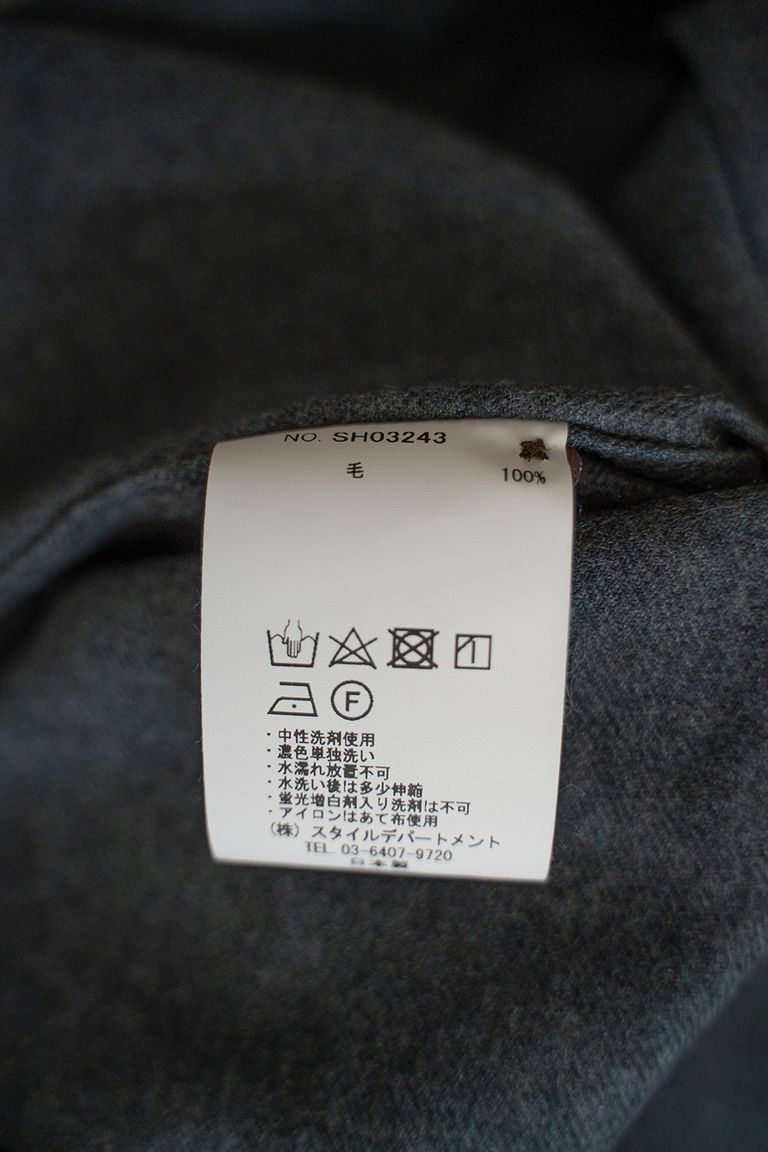 NO. SH03243
毛 100%
F
・中性洗剤使用
・濃色単独洗い
・水濡れ放置不可
・水洗い後は多少伸縮
・蛍光増白剤入り洗剤は不可
・アイロンはあて布使用
(株) スタイルデパートメント
TEL. 03-6407-9720
日本製